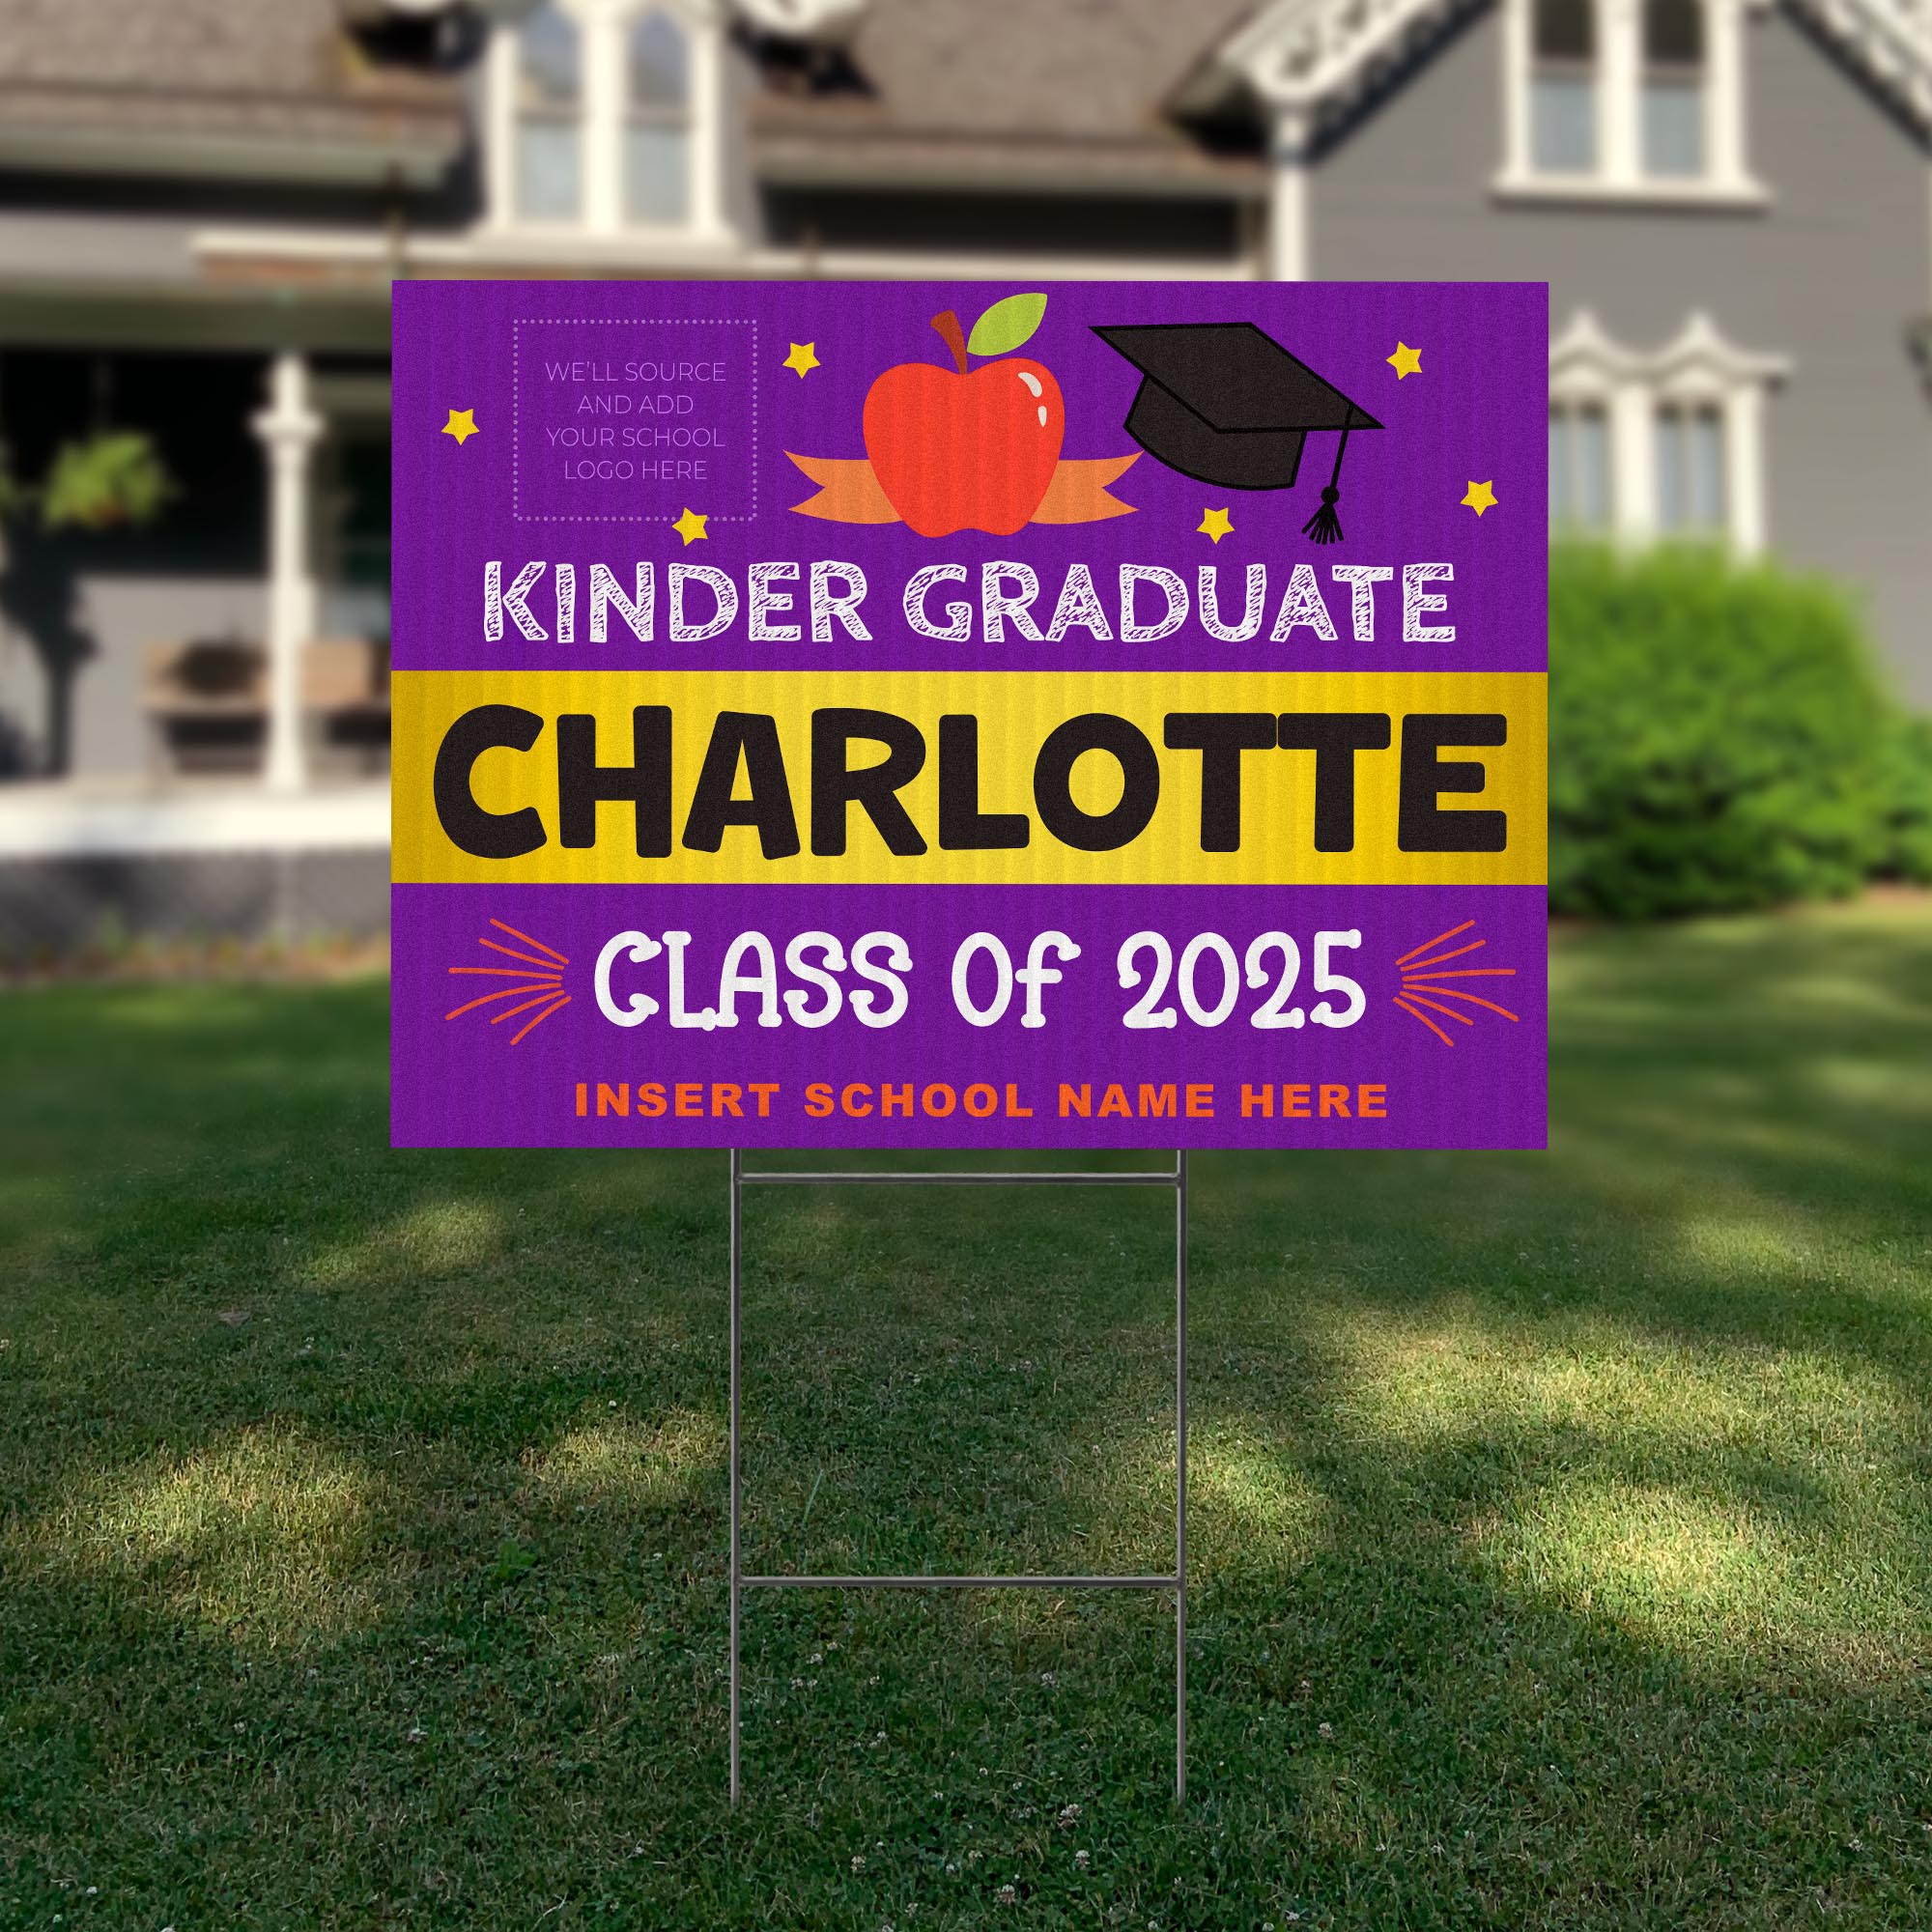 WE'LL SOURCE
AND ADD
YOUR SCHOOL
LOGO HERE
KINDER GRADUATE
CHARLOTTE
CLASS Of 2025
INSERT SCHOOL NAME HERE